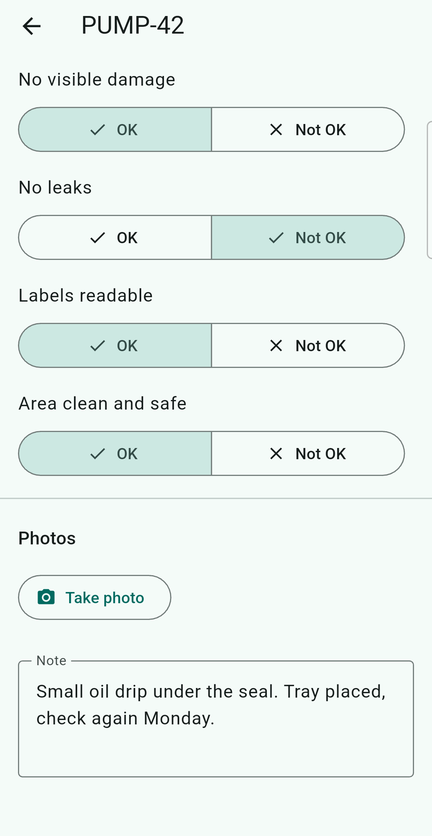 PUMP-42
No visible damage
OK
Not OK
No leaks
OK
Not OK
Labels readable
OK
Not OK
Area clean and safe
OK
Not OK
Photos
Take photo
Note
Small oil drip under the seal. Tray placed,
check again Monday.